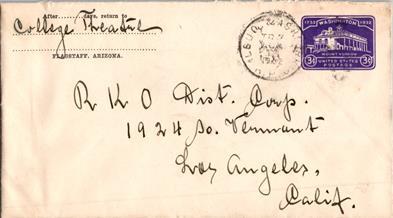 After ........ days, return to
College Theatre
FLAGSTAFF, ARIZONA.
1732 WASHINGTON 1932
MOUNT VERNON
3¢ 3¢
UNITED STATES
POSTAGE
R K O Dist. Corp.
1924 So. Vermont
Los Angeles,
Calif.